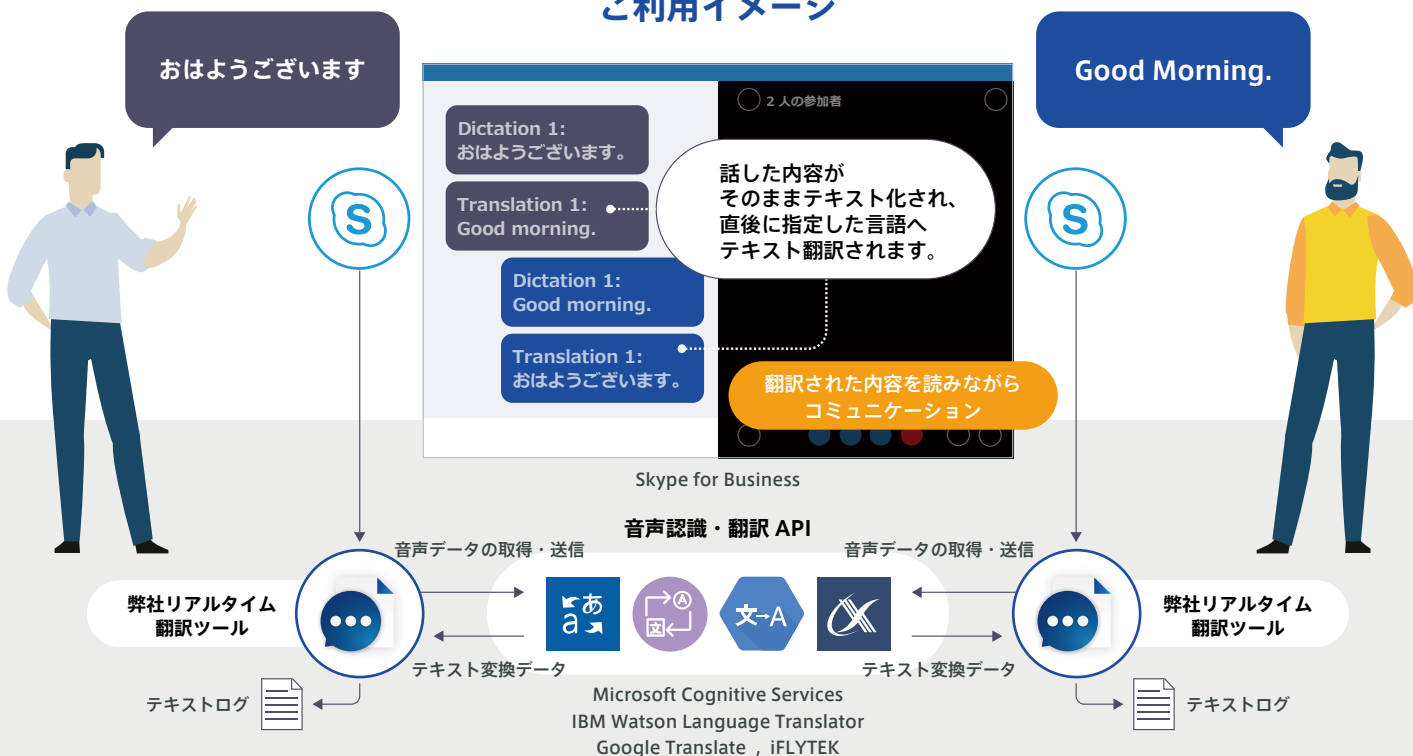 ご利用イメージ
おはようございます
Good Morning.
2 人の参加者
Dictation 1:
おはようございます。
Translation 1:
Good morning.
話した内容が
そのままテキスト化され、
直後に指定した言語へ
テキスト翻訳されます。
S
S
Dictation 1:
Good morning.
Translation 1:
おはようございます。
翻訳された内容を読みながら
コミュニケーション
Skype for Business
音声認識・翻訳 API
音声データの取得・送信
音声データの取得・送信
弊社リアルタイム
翻訳ツール
あ
a
A
文
文→A
弊社リアルタイム
翻訳ツール
テキスト変換データ
テキスト変換データ
テキストログ
テキストログ
Microsoft Cognitive Services
IBM Watson Language Translator
Google Translate , iFLYTEK